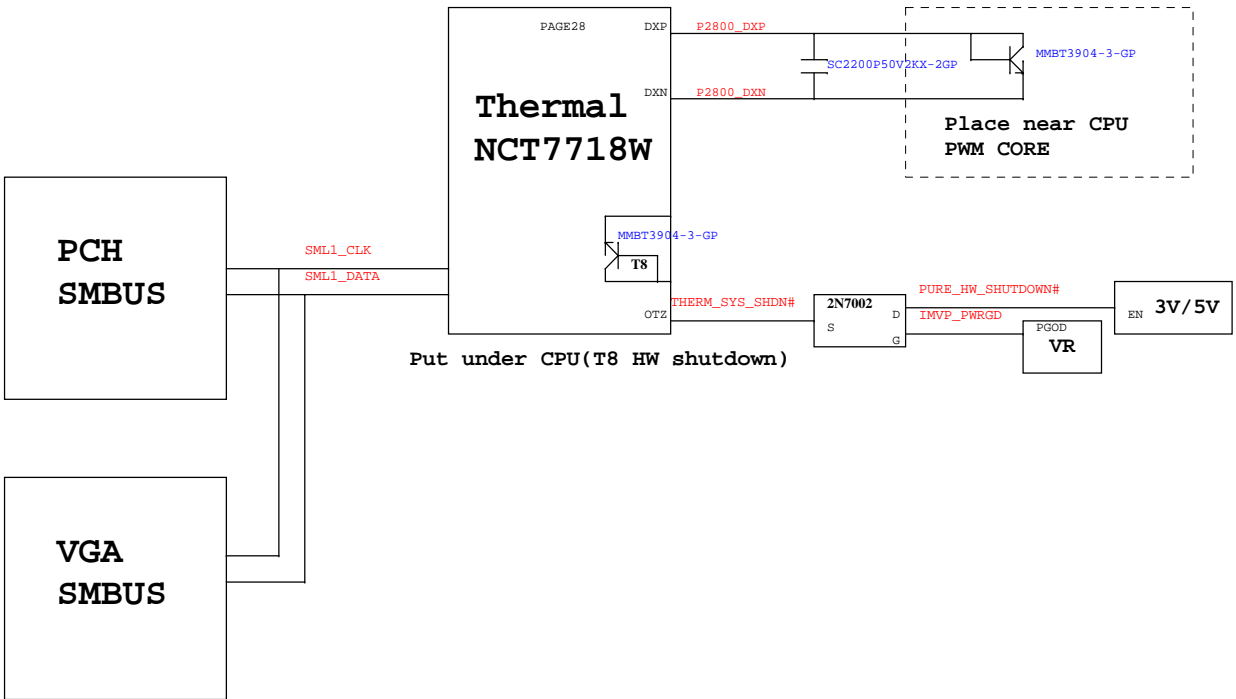 PAGE28
DXP
P2800_DXP
SC2200P50V2KX-2GP
MMBT3904-3-GP
DXN
P2800_DXN
Thermal
NCT7718W
Place near CPU
PWM CORE
PCH
SMBUS
SML1_CLK
SML1_DATA
MMBT3904-3-GP
T8
OTZ
THERM_SYS_SHDN#
2N7002
S
D
G
PURE_HW_SHUTDOWN#
IMVP_PWRGD
EN
3V/5V
PGOD
VR
Put under CPU(T8 HW shutdown)
VGA
SMBUS